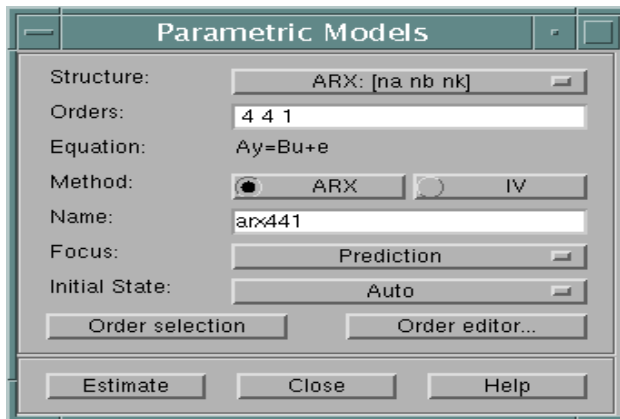 Parametric Models
Structure: ARX: [na nb nk]
Orders: 4 4 1
Equation: Ay=Bu+e
Method: ARX IV
Name: arx441
Focus: Prediction
Initial State: Auto
Order selection Order editor...
Estimate Close Help